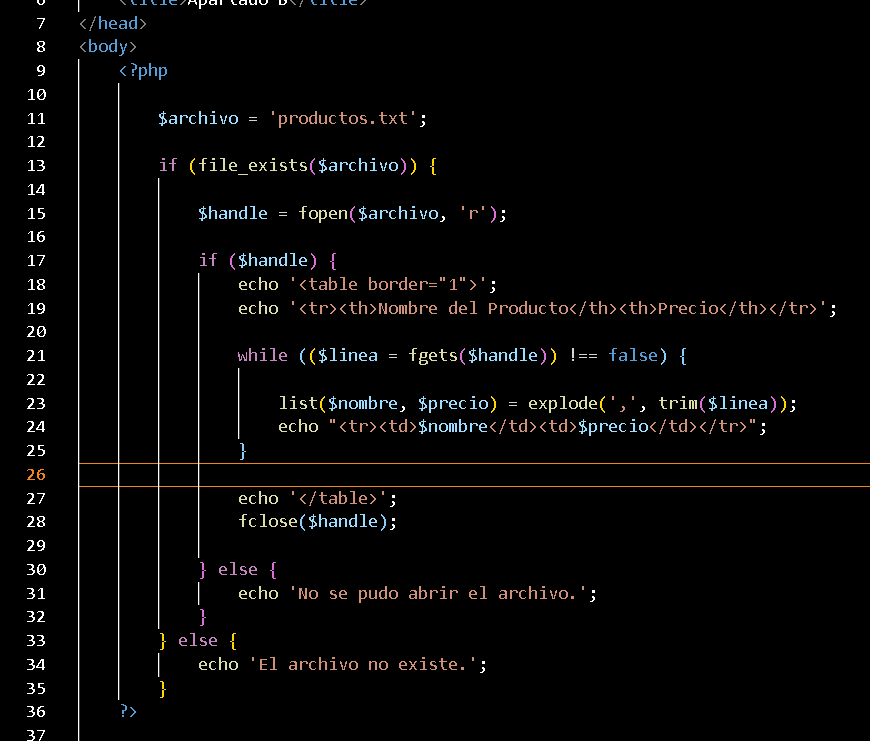 6 <title>Apartado B</title>
7 </head>
8 <body>
9 <?php
10
11 $archivo = 'productos.txt';
12
13 if (file_exists($archivo)) {
14
15 $handle = fopen($archivo, 'r');
16
17 if ($handle) {
18 echo '<table border="1">';
19 echo '<tr><th>Nombre del Producto</th><th>Precio</th></tr>';
20
21 while (($linea = fgets($handle)) !== false) {
22
23 list($nombre, $precio) = explode(',', trim($linea));
24 echo "<tr><td>$nombre</td><td>$precio</td></tr>";
25 }
26
27 echo '</table>';
28 fclose($handle);
29
30 } else {
31 echo 'No se pudo abrir el archivo.';
32 }
33 } else {
34 echo 'El archivo no existe.';
35 }
36 ?>
37